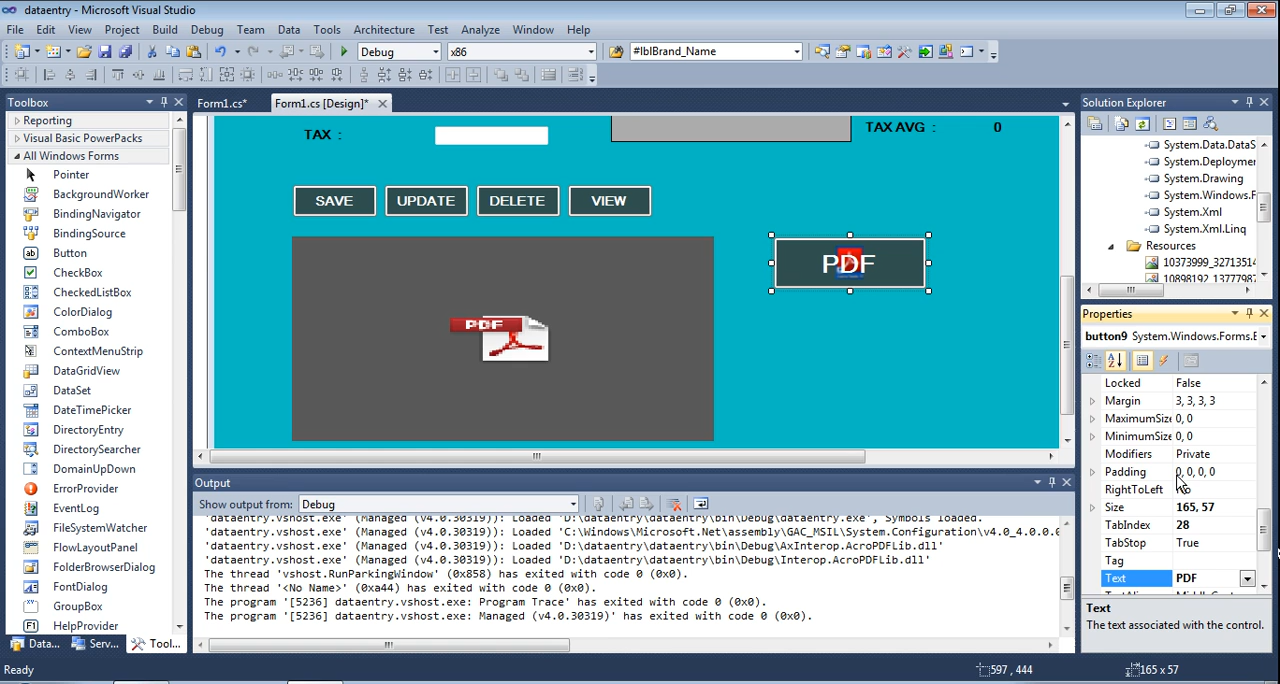 dataentry - Microsoft Visual Studio
File Edit View Project Build Debug Team Data Tools Architecture Test Analyze Window Help
Debug x86 #lblBrand_Name
Toolbox
Reporting
Visual Basic PowerPacks
All Windows Forms
Pointer
BackgroundWorker
BindingNavigator
BindingSource
Button
CheckBox
CheckedListBox
ColorDialog
ComboBox
ContextMenuStrip
DataGridView
DataSet
DateTimePicker
DirectoryEntry
DirectorySearcher
DomainUpDown
ErrorProvider
EventLog
FileSystemWatcher
FlowLayoutPanel
FolderBrowserDialog
FontDialog
GroupBox
HelpProvider
Data... Serv... Tool...
Form1.cs* Form1.cs [Design]*
TAX : TAX AVG : 0
SAVE UPDATE DELETE VIEW
PDF
PDF
Output
Show output from: Debug
'dataentry.vshost.exe' (Managed (v4.0.30319)): Loaded 'D:\dataentry\dataentry\bin\Debug\dataentry.exe', Symbols loaded.
'dataentry.vshost.exe' (Managed (v4.0.30319)): Loaded 'C:\Windows\Microsoft.Net\assembly\GAC_MSIL\System.Configuration\v4.0_4.0.0.0
'dataentry.vshost.exe' (Managed (v4.0.30319)): Loaded 'D:\dataentry\dataentry\bin\Debug\AxInterop.AcroPDFLib.dll'
'dataentry.vshost.exe' (Managed (v4.0.30319)): Loaded 'D:\dataentry\dataentry\bin\Debug\Interop.AcroPDFLib.dll'
The thread 'vshost.RunParkingWindow' (0x858) has exited with code 0 (0x0).
The thread '<No Name>' (0xa44) has exited with code 0 (0x0).
The program '[5236] dataentry.vshost.exe: Program Trace' has exited with code 0 (0x0).
The program '[5236] dataentry.vshost.exe: Managed (v4.0.30319)' has exited with code 0 (0x0).
Solution Explorer
System.Data.DataS
System.Deploymer
System.Drawing
System.Windows.F
System.Xml
System.Xml.Linq
Resources
10373999_3271351
10898192_13777987
Properties
button9 System.Windows.Forms.E
Locked False
Margin 3, 3, 3, 3
MaximumSize 0, 0
MinimumSize 0, 0
Modifiers Private
Padding 0, 0, 0, 0
RightToLeft No
Size 165, 57
TabIndex 28
TabStop True
Tag
Text PDF
Text
The text associated with the control.
Ready 597 , 444 165 x 57